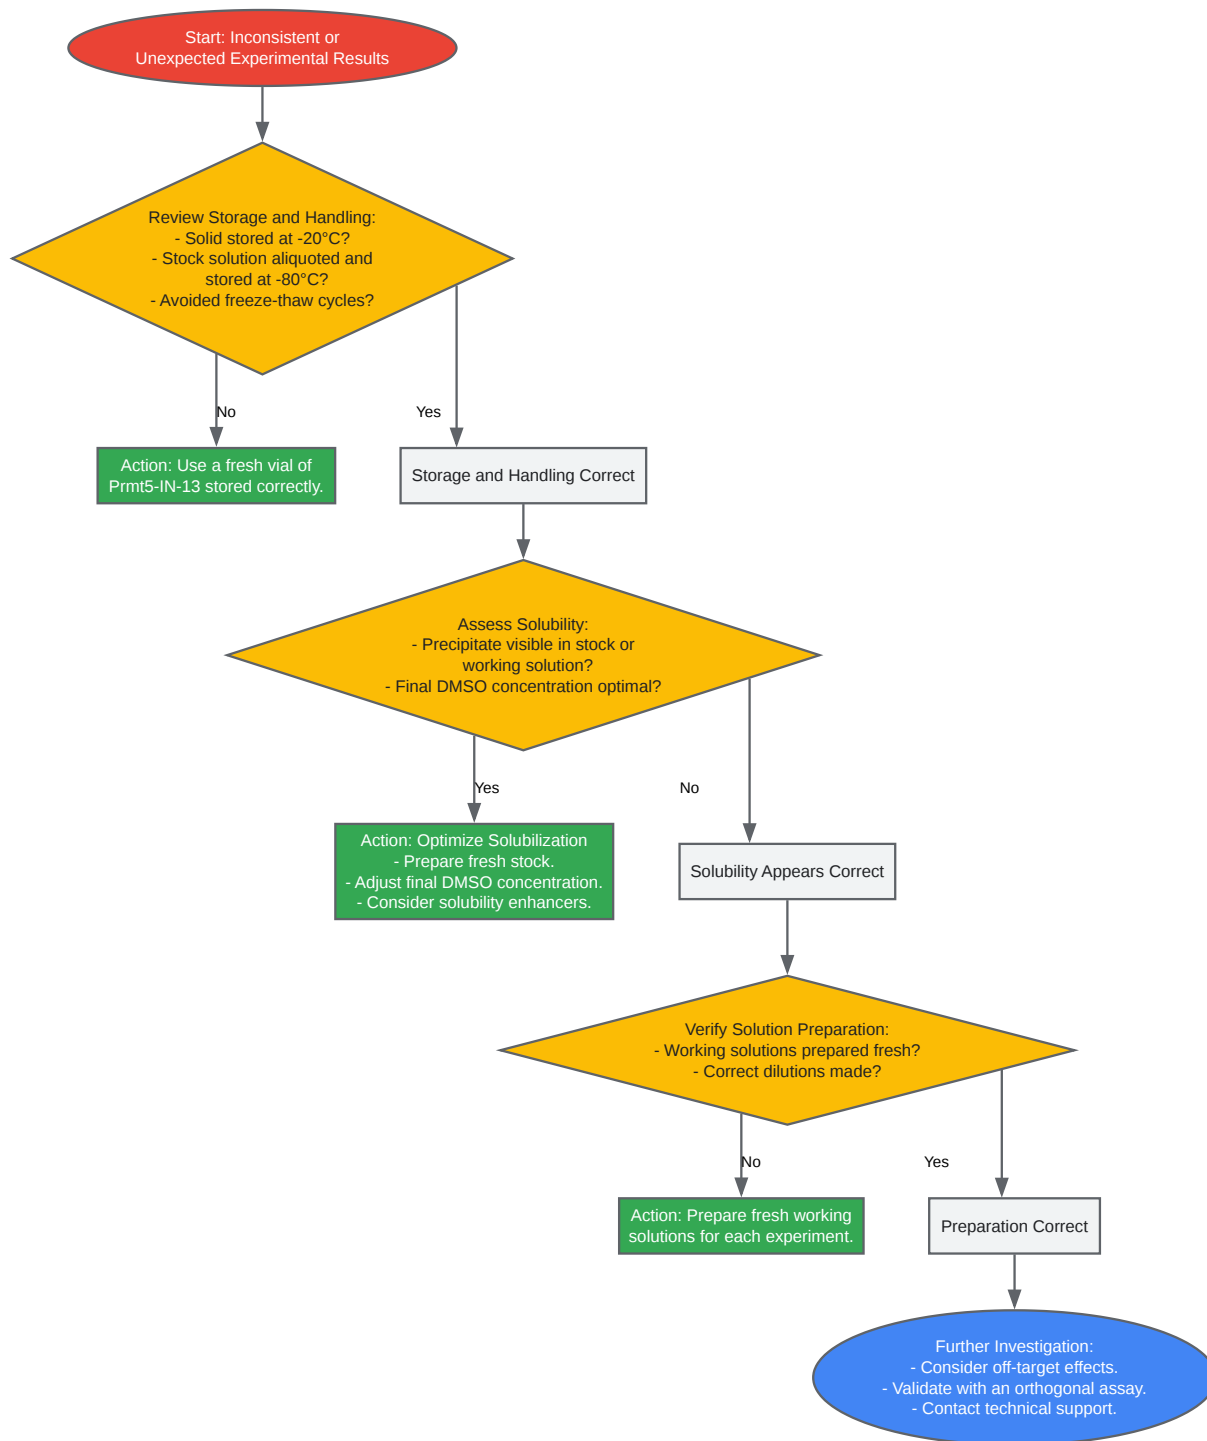 Start: Inconsistent or
Unexpected Experimental Results
Review Storage and Handling:
- Solid stored at -20°C?
- Stock solution aliquoted and
stored at -80°C?
- Avoided freeze-thaw cycles?
No
Yes
Action: Use a fresh vial of
Prmt5-IN-13 stored correctly.
Storage and Handling Correct
Assess Solubility:
- Precipitate visible in stock or
working solution?
- Final DMSO concentration optimal?
Yes
No
Action: Optimize Solubilization
- Prepare fresh stock.
- Adjust final DMSO concentration.
- Consider solubility enhancers.
Solubility Appears Correct
Verify Solution Preparation:
- Working solutions prepared fresh?
- Correct dilutions made?
No
Yes
Action: Prepare fresh working
solutions for each experiment.
Preparation Correct
Further Investigation:
- Consider off-target effects.
- Validate with an orthogonal assay.
- Contact technical support.